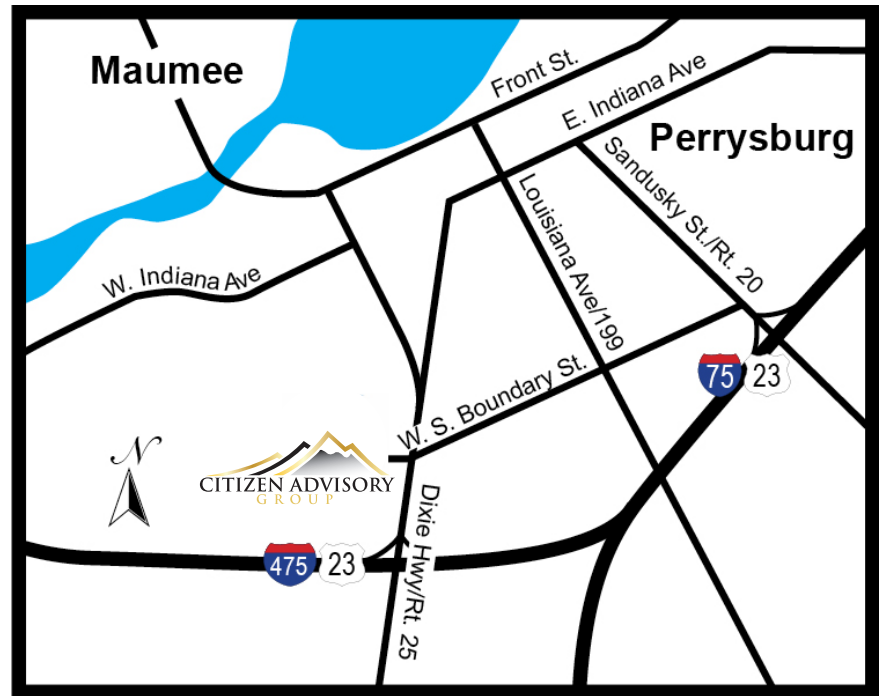 Maumee
Front St.
E. Indiana Ave
Perrysburg
Sandusky St./Rt. 20
Louisiana Ave/199
W. Indiana Ave
75
23
W. S. Boundary St.
N
CITIZEN ADVISORY
GROUP
Dixie Hwy/Rt. 25
475
23